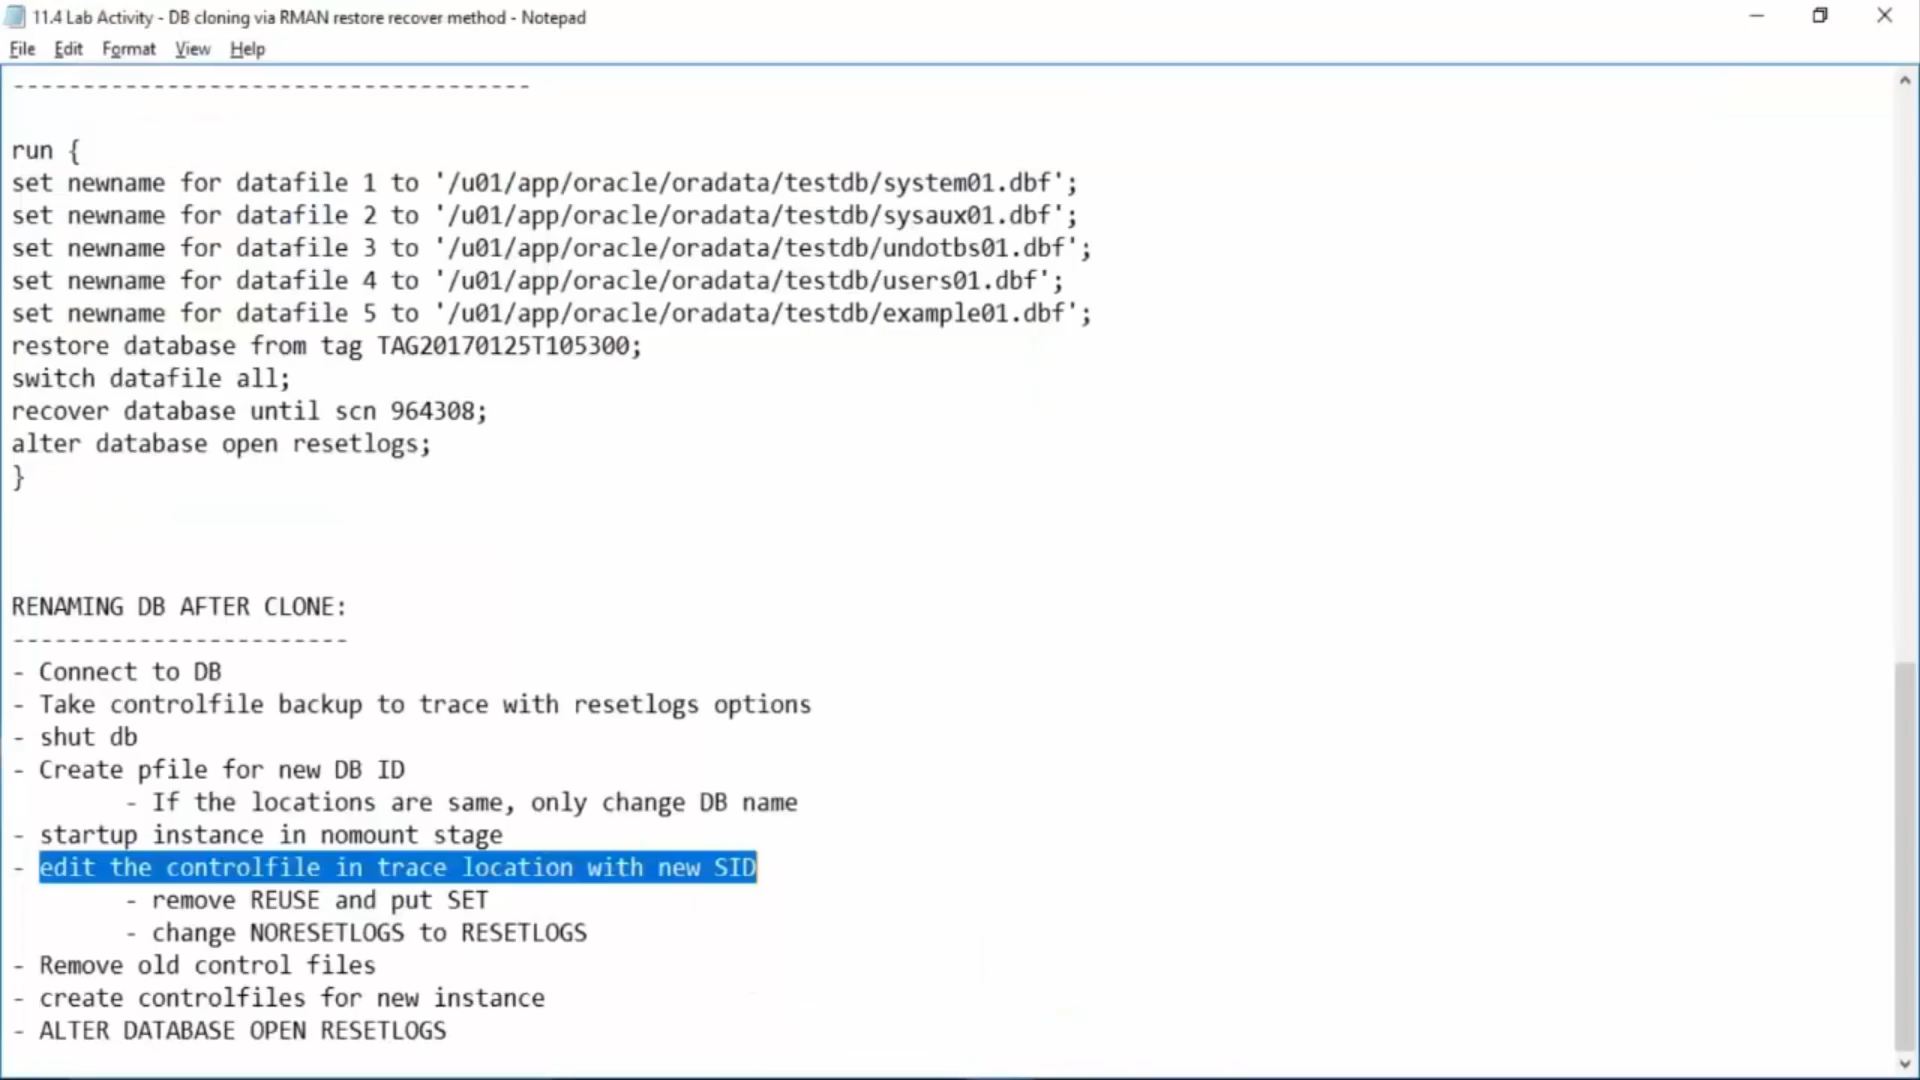 11.4 Lab Activity - DB cloning via RMAN restore recover method - Notepad
File Edit Format View Help
-------------------------------------
run {
set newname for datafile 1 to '/u01/app/oracle/oradata/testdb/system01.dbf';
set newname for datafile 2 to '/u01/app/oracle/oradata/testdb/sysaux01.dbf';
set newname for datafile 3 to '/u01/app/oracle/oradata/testdb/undotbs01.dbf';
set newname for datafile 4 to '/u01/app/oracle/oradata/testdb/users01.dbf';
set newname for datafile 5 to '/u01/app/oracle/oradata/testdb/example01.dbf';
restore database from tag TAG20170125T105300;
switch datafile all;
recover database until scn 964308;
alter database open resetlogs;
}
RENAMING DB AFTER CLONE:
------------------------
- Connect to DB
- Take controlfile backup to trace with resetlogs options
- shut db
- Create pfile for new DB ID
- If the locations are same, only change DB name
- startup instance in nomount stage
- edit the controlfile in trace location with new SID
- remove REUSE and put SET
- change NORESETLOGS to RESETLOGS
- Remove old control files
- create controlfiles for new instance
- ALTER DATABASE OPEN RESETLOGS